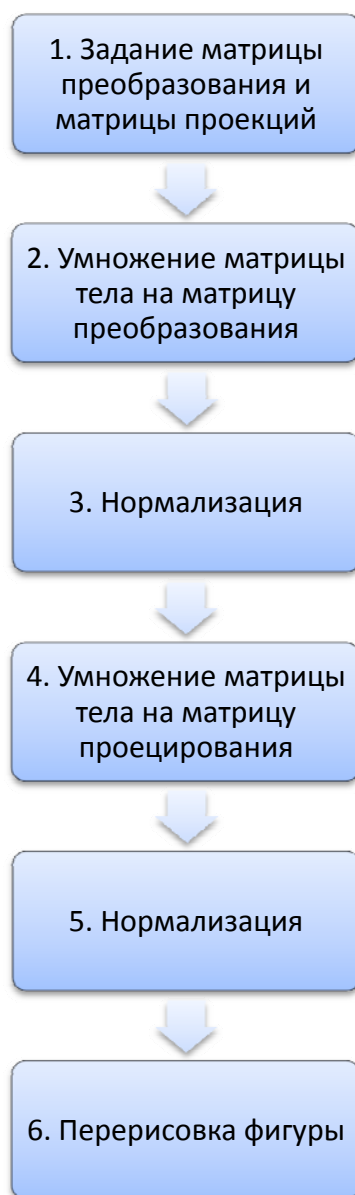 1. Задание матрицы
преобразования и
матрицы проекций
2. Умножение матрицы
тела на матрицу
преобразования
3. Нормализация
4. Умножение матрицы
тела на матрицу
проецирования
5. Нормализация
6. Перерисовка фигуры